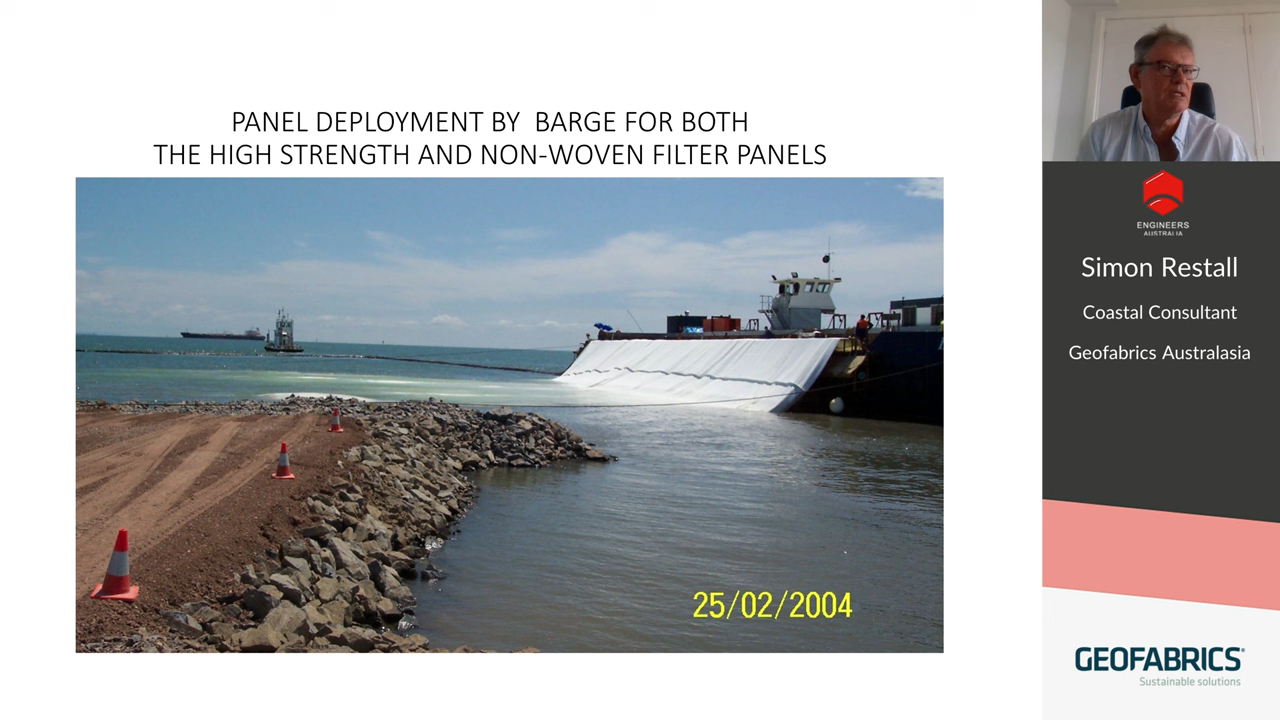 PANEL DEPLOYMENT BY BARGE FOR BOTH
THE HIGH STRENGTH AND NON-WOVEN FILTER PANELS
25/02/2004
ENGINEERS
AUSTRALIA
Simon Restall
Coastal Consultant
Geofabrics Australasia
GEOFABRICS
Sustainable solutions